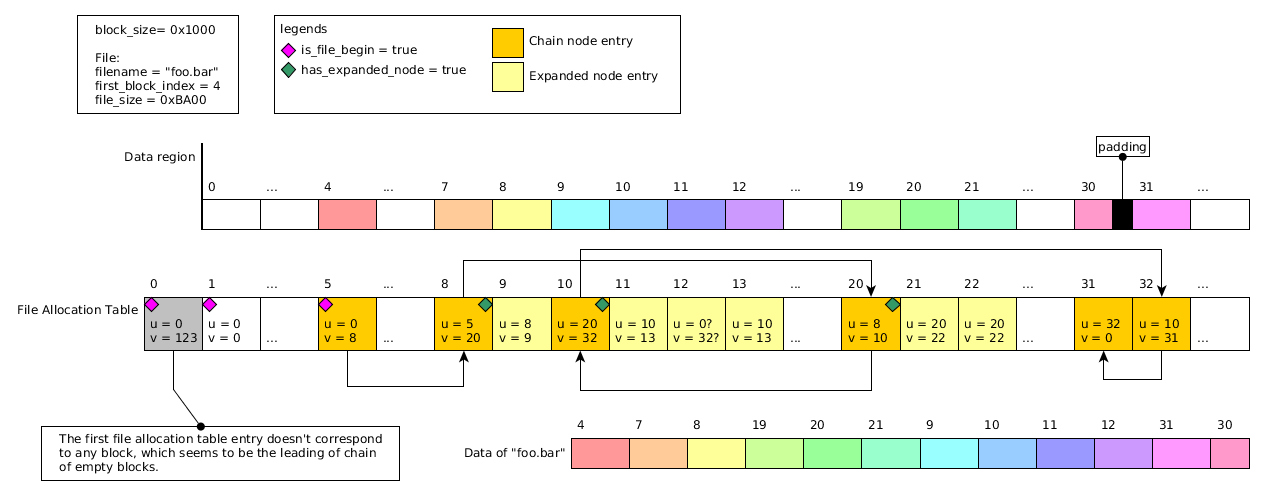 block_size= 0x1000
File:
filename = "foo.bar"
first_block_index = 4
file_size = 0xBA00
legends
is_file_begin = true
has_expanded_node = true
Chain node entry
Expanded node entry
padding
Data region
0 ... 4 ... 7 8 9 10 11 12 ... 19 20 21 ... 30 31 ...
0 1 5 8 9 10 11 12 13 20 21 22 31 32 ...
File Allocation Table
u = 0 u = 0 u = 0 u = 5 u = 8 u = 20 u = 10 u = 0? u = 10 u = 8 u = 20 u = 20 u = 32 u = 10
v = 123 v = 0 ... v = 8 ... v = 20 v = 9 v = 32 v = 13 v = 32? v = 13 ... v = 10 v = 22 v = 22 ... v = 0 v = 31 ...
The first file allocation table entry doesn't correspond
to any block, which seems to be the leading of chain
of empty blocks.
4 7 8 19 20 21 9 10 11 12 31 30
Data of "foo.bar"